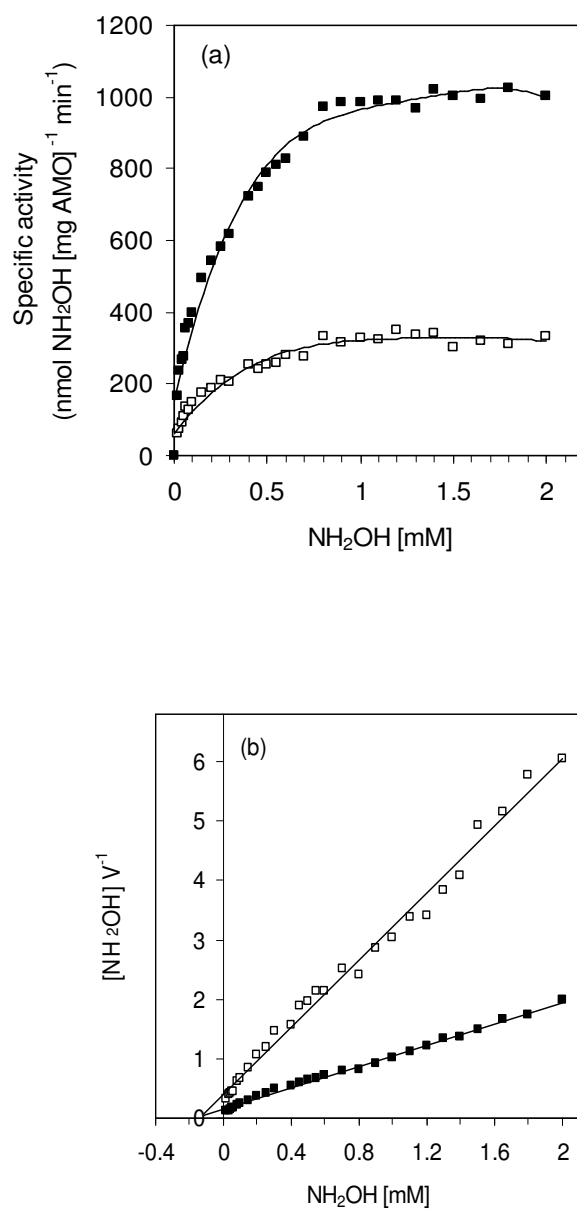 (a)
1200
1000
800
600
400
200
0
Specific activity
(nmol NH₂OH [mg AMO]⁻¹ min⁻¹)
0 0.5 1 1.5 2
NH₂OH [mM]
(b)
6
5
4
3
2
1
0
[NH₂OH] V⁻¹
-0.4 0 0.4 0.8 1.2 1.6 2
NH₂OH [mM]